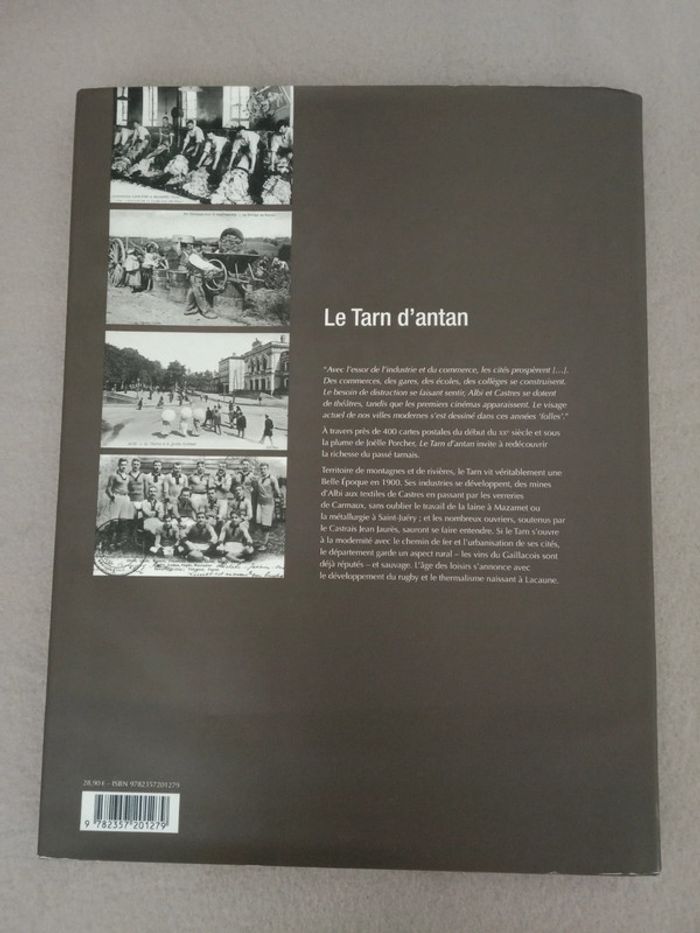 Le Tarn d'antan
"Avec l'essor de l'industrie et du commerce, les cités prospèrent [...].
Des commerces, des gares, des écoles, des collèges se construisent.
Le besoin de distraction se faisant sentir, Albi et Castres se dotent
de théâtres, tandis que les premiers cinémas apparaissent. Le visage
actuel de nos villes modernes s'est dessiné dans ces années 'folles'."
À travers près de 400 cartes postales du début du XXe siècle et sous
la plume de Joëlle Porcher, Le Tarn d'antan invite à redécouvrir
la richesse du passé tarnais.
Territoire de montagnes et de rivières, le Tarn vit véritablement une
Belle Époque en 1900. Ses industries se développent, des mines
d'Albi aux textiles de Castres en passant par les verreries
de Carmaux, sans oublier le travail de la laine à Mazamet ou
la métallurgie à Saint-Juéry ; et les nombreux ouvriers, soutenus par
le Castrais Jean Jaurès, sauront se faire entendre. Si le Tarn s'ouvre
à la modernité avec le chemin de fer et l'urbanisation de ses cités,
le département garde un aspect rural – les vins du Gaillacois sont
déjà réputés – et sauvage. L'âge des loisirs s'annonce avec
le développement du rugby et le thermalisme naissant à Lacaune.
28,90 € - ISBN 9782357201279
9 782357 201279